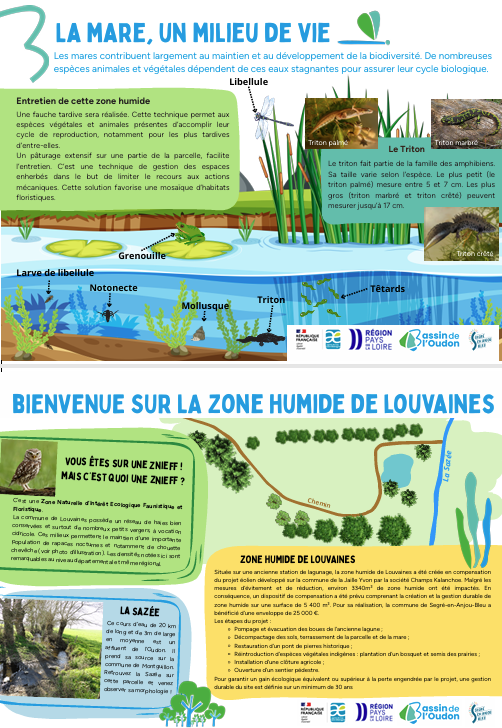 3 LA MARE, UN MILIEU DE VIE
Les mares contribuent largement au maintien et au développement de la biodiversité. De nombreuses
espèces animales et végétales dépendent de ces eaux stagnantes pour assurer leur cycle biologique.
Libellule
Entretien de cette zone humide
Une fauche tardive sera réalisée. Cette technique permet aux
espèces végétales et animales présentes d'accomplir leur
cycle de reproduction, notamment pour les plus tardives
d'entre-elles.
Un pâturage extensif sur une partie de la parcelle, facilite
l'entretien. C'est une technique de gestion des espaces
enherbés dans le but de limiter le recours aux actions
mécaniques. Cette solution favorise une mosaïque d'habitats
floristiques.
Triton palmé
Triton marbré
Le Triton
Le triton fait partie de la famille des amphibiens.
Sa taille varie selon l'espèce. Le plus petit (le
triton palmé) mesure entre 5 et 7 cm. Les plus
gros (triton marbré et triton crêté) peuvent
mesurer jusqu'à 17 cm.
Triton crêté
Grenouille
Larve de libellule
Notonecte
Mollusque
Triton
Têtards
RÉPUBLIQUE
FRANÇAISE
RÉGION
PAYS
DE LA LOIRE
Bassin de
l'Oudon
BIENVENUE SUR LA ZONE HUMIDE DE LOUVAINES
VOUS ÊTES SUR UNE ZNIEFF !
MAIS C'EST QUOI UNE ZNIEFF ?
C'est une Zone Naturelle d'Intérêt Ecologique Faunistique et
Floristique.
La commune de Louvaines possède un réseau de haies bien
conservées et surtout de nombreux petits vergers à vocation
cidricole. Ces milieux permettent le maintien d'une importante
Population de rapaces nocturnes et notamment de chouette
chevêche (voir photo d'illustration). Les densités notées ici sont
remarquables au niveau départementale et même régional.
Chemin
La Sazée
LA SAZÉE
Ce cours d'eau de 20 km
de long et du 3m de large
en moyenne est un
affluent de l'Oudon. Il
prend sa source sur la
commune de Montguillon.
Retrouvez la Sazée sur
cette parcelle et venez
observer sa morphologie !
ZONE HUMIDE DE LOUVAINES
Située sur une ancienne station de lagunage, la zone humide de Louvaines a été créée en compensation
du projet éolien développé sur la commune de la Jaille Yvon par la société Champs Kalanchoe. Malgré les
mesures d'évitement et de réduction, environ 3340m² de zone humide ont été impactés. En
conséquence, un dispositif de compensation a été prévu comprenant la création et la gestion durable de
zone humide sur une surface de 5 400 m². Pour sa réalisation, la commune de Segré-en-Anjou-Bleu a
bénéficié d'une enveloppe de 25 000 €.
Les étapes du projet :
Pompage et évacuation des boues de l'ancienne lagune ;
Décompactage des sols, terrassement de la parcelle et de la mare ;
Restauration d'un pont de pierres historique ;
Réintroduction d'espèces végétales indigènes : plantation d'un bosquet et semis des prairies ;
Installation d'une clôture agricole ;
Ouverture d'un sentier pédestre.
Pour garantir un gain écologique équivalent ou supérieur à la perte engendrée par le projet, une gestion
durable du site est définie sur un minimum de 30 ans
RÉPUBLIQUE
FRANÇAISE
RÉGION
PAYS
DE LA LOIRE
Bassin de
l'Oudon